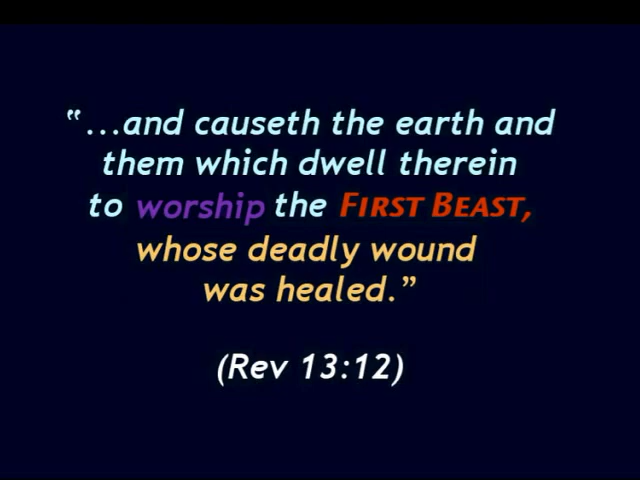 “...and causeth the earth and
them which dwell therein
to worship the FIRST BEAST,
whose deadly wound
was healed.”
(Rev 13:12)